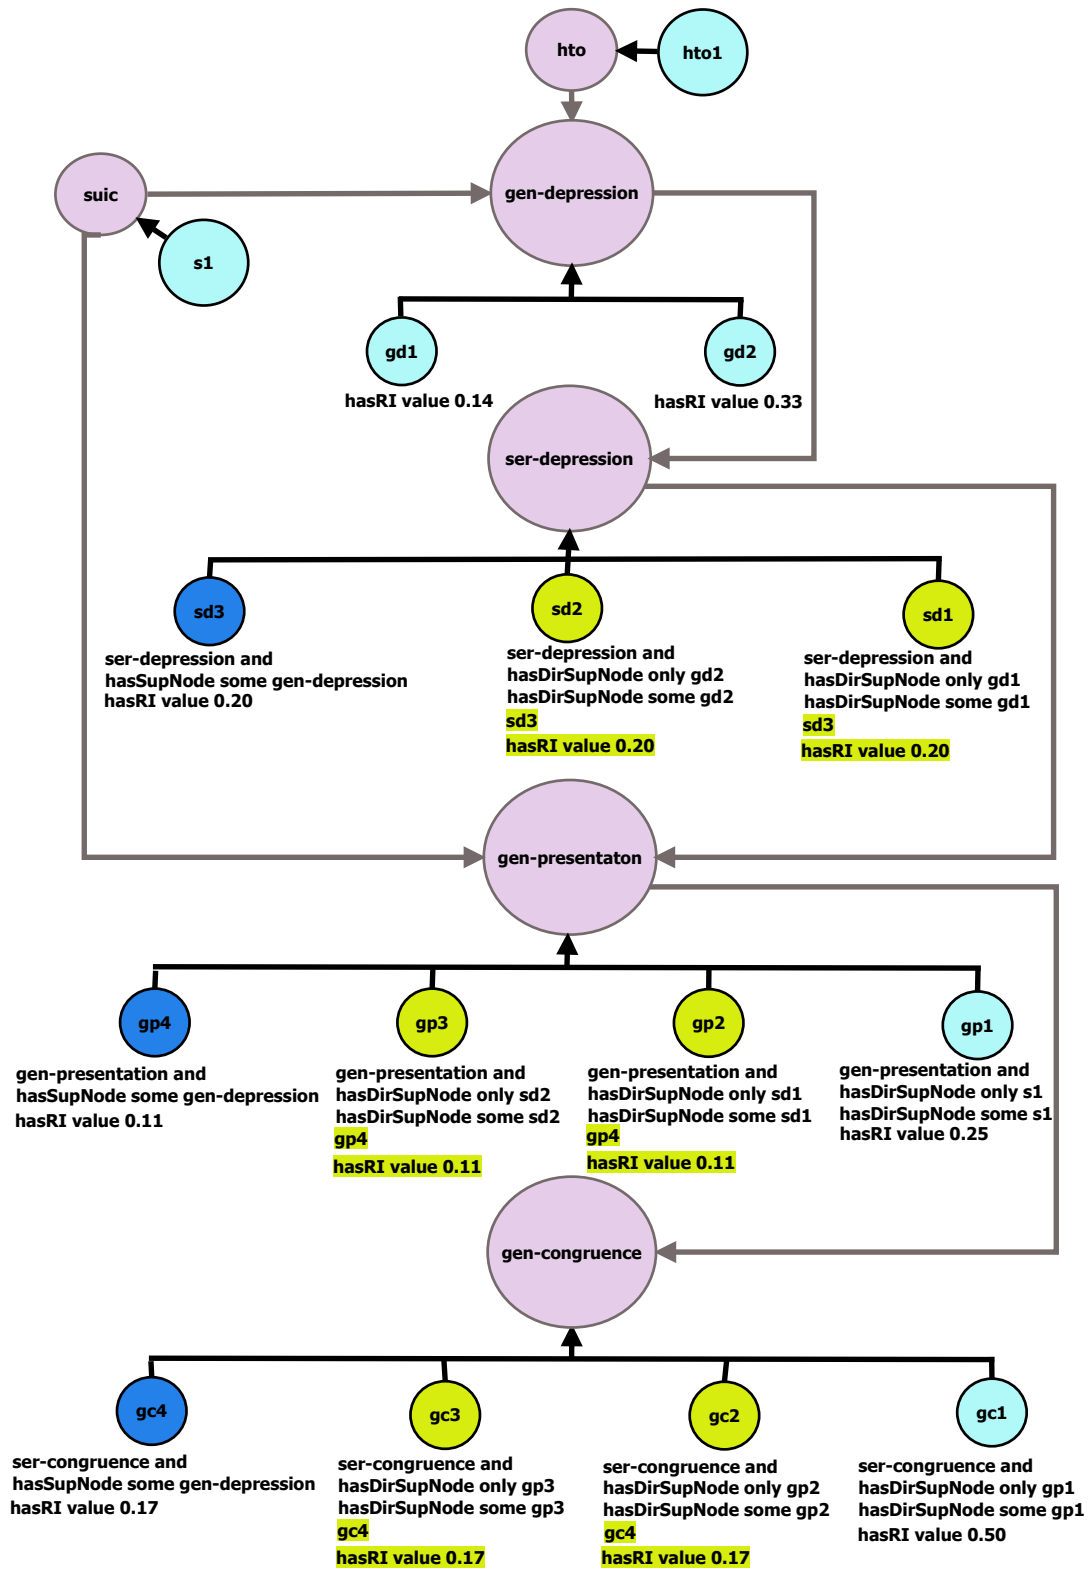 hto
hto1
suic
gen-depression
s1
gd1
gd2
hasRI value 0.14
hasRI value 0.33
ser-depression
sd3
sd2
sd1
ser-depression and
hasSupNode some gen-depression
hasRI value 0.20
ser-depression and
hasDirSupNode only gd2
hasDirSupNode some gd2
sd3
hasRI value 0.20
ser-depression and
hasDirSupNode only gd1
hasDirSupNode some gd1
sd3
hasRI value 0.20
gen-presentaton
gp4
gp3
gp2
gp1
gen-presentation and
hasSupNode some gen-depression
hasRI value 0.11
gen-presentation and
hasDirSupNode only sd2
hasDirSupNode some sd2
gp4
hasRI value 0.11
gen-presentation and
hasDirSupNode only sd1
hasDirSupNode some sd1
gp4
hasRI value 0.11
gen-presentation and
hasDirSupNode only s1
hasDirSupNode some s1
hasRI value 0.25
gen-congruence
gc4
gc3
gc2
gc1
ser-congruence and
hasSupNode some gen-depression
hasRI value 0.17
ser-congruence and
hasDirSupNode only gp3
hasDirSupNode some gp3
gc4
hasRI value 0.17
ser-congruence and
hasDirSupNode only gp2
hasDirSupNode some gp2
gc4
hasRI value 0.17
ser-congruence and
hasDirSupNode only gp1
hasDirSupNode some gp1
hasRI value 0.50